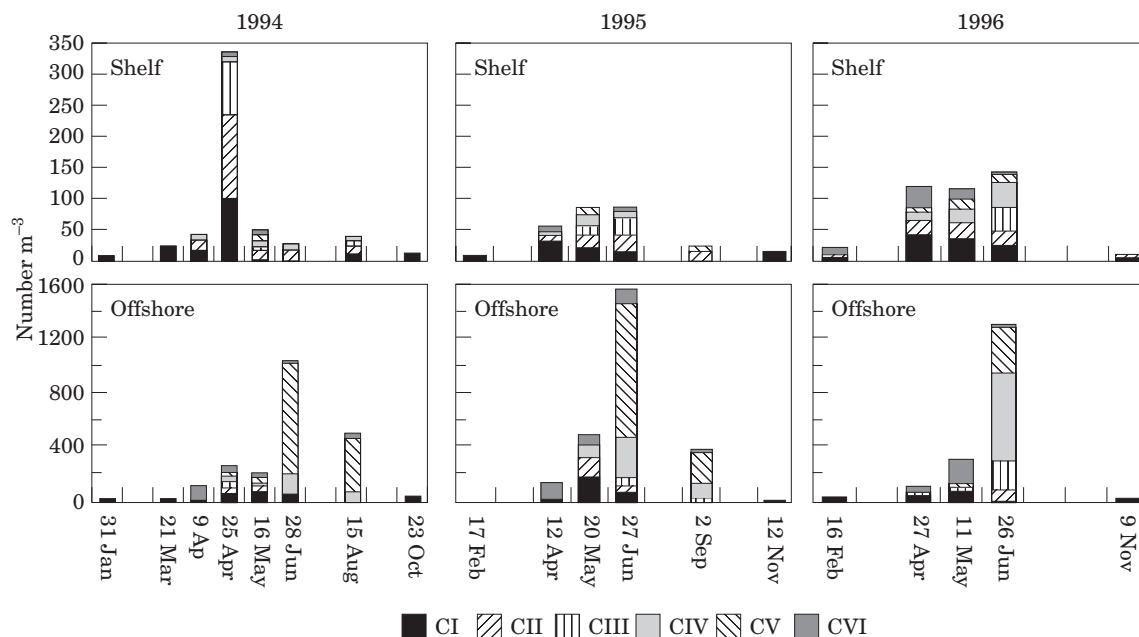 1994 1995 1996
Number m⁻³
350
300
250
200
150
100
50
0
Shelf Shelf Shelf
1600
1200
800
400
0
Offshore Offshore Offshore
31 Jan 21 Mar 9 Ap 25 Apr 16 May 28 Jun 15 Aug 23 Oct 17 Feb 12 Apr 20 May 27 Jun 2 Sep 12 Nov 16 Feb 27 Apr 11 May 26 Jun 9 Nov
CI CII CIII CIV CV CVI